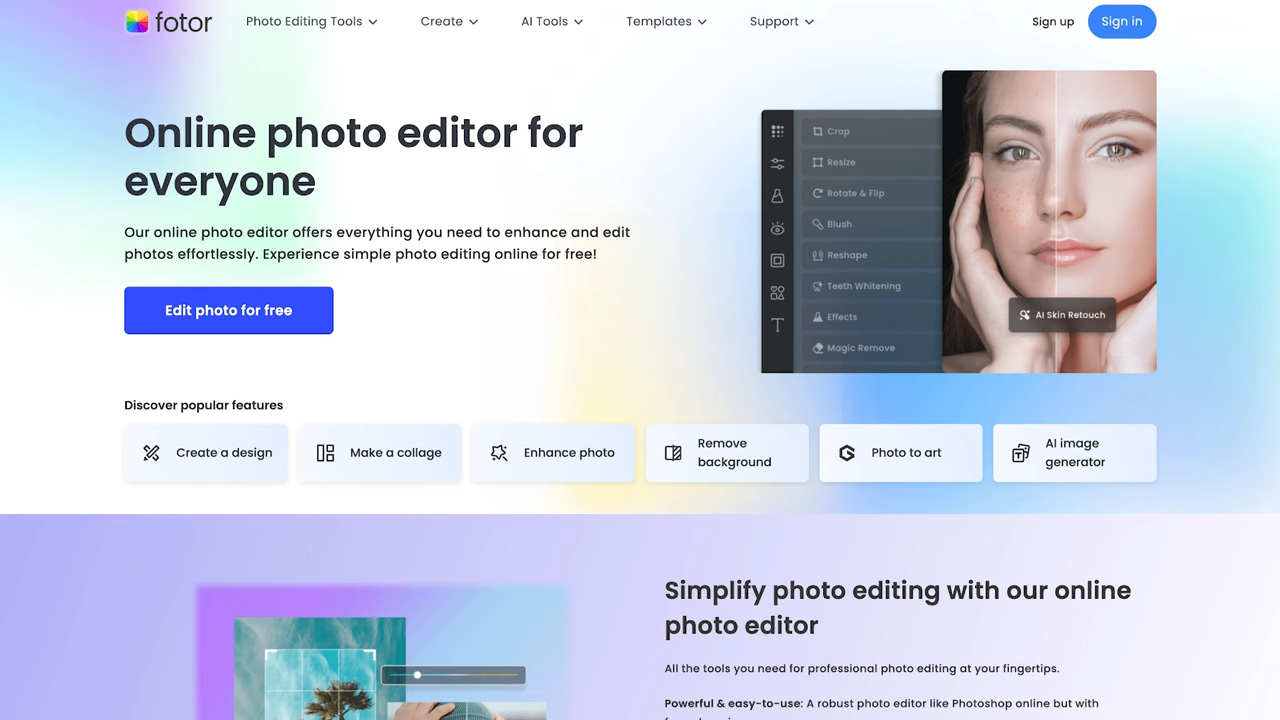 fotor
Photo Editing Tools
Create
AI Tools
Templates
Support
Sign up
Sign in
Online photo editor for
everyone
Our online photo editor offers everything you need to enhance and edit
photos effortlessly. Experience simple photo editing online for free!
Edit photo for free
Crop
Resize
Rotate & Flip
Blush
Reshape
Teeth Whitening
Effects
Magic Remove
AI Skin Retouch
Discover popular features
Create a design
Make a collage
Enhance photo
Remove
background
Photo to art
AI image
generator
Simplify photo editing with our online
photo editor
All the tools you need for professional photo editing at your fingertips.
Powerful & easy-to-use: A robust photo editor like Photoshop online but with